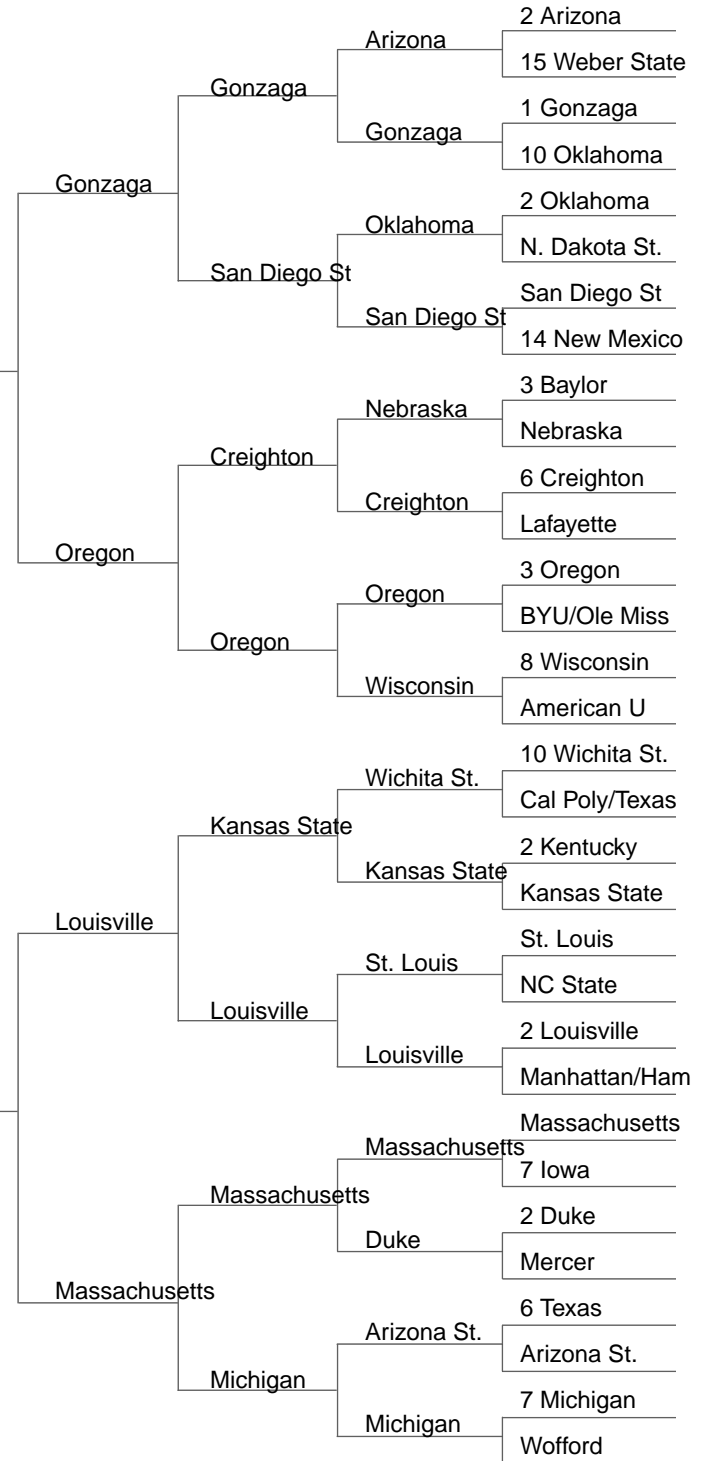 2 Arizona
Arizona
15 Weber State
Gonzaga
1 Gonzaga
Gonzaga
10 Oklahoma
Gonzaga
2 Oklahoma
Oklahoma
N. Dakota St.
San Diego St
San Diego St
San Diego St
14 New Mexico
3 Baylor
Nebraska
Nebraska
Creighton
6 Creighton
Creighton
Lafayette
Oregon
3 Oregon
Oregon
BYU/Ole Miss
Oregon
8 Wisconsin
Wisconsin
American U
10 Wichita St.
Wichita St.
Cal Poly/Texas
Kansas State
2 Kentucky
Kansas State
Kansas State
Louisville
St. Louis
St. Louis
NC State
Louisville
2 Louisville
Louisville
Manhattan/Ham
Massachusetts
Massachusetts
7 Iowa
Massachusetts
2 Duke
Duke
Mercer
Massachusetts
6 Texas
Arizona St.
Arizona St.
Michigan
7 Michigan
Michigan
Wofford